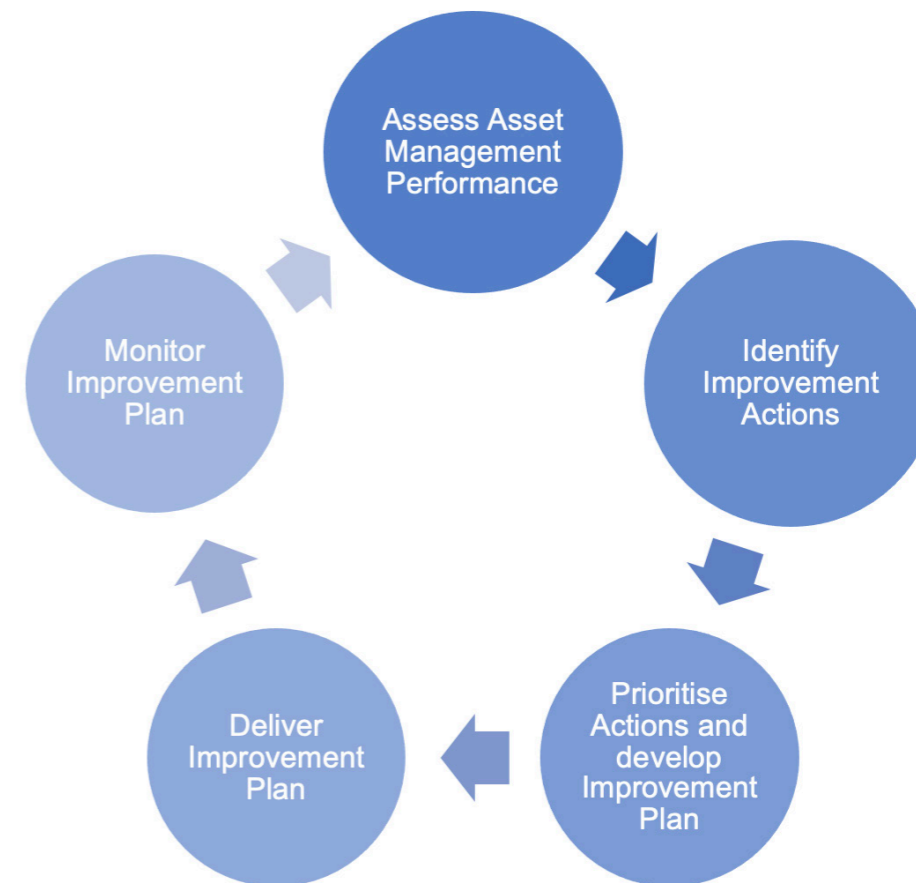 Assess Asset
Management
Performance
Identify
Improvement
Actions
Prioritise
Actions and
develop
Improvement
Plan
Deliver
Improvement
Plan
Monitor
Improvement
Plan